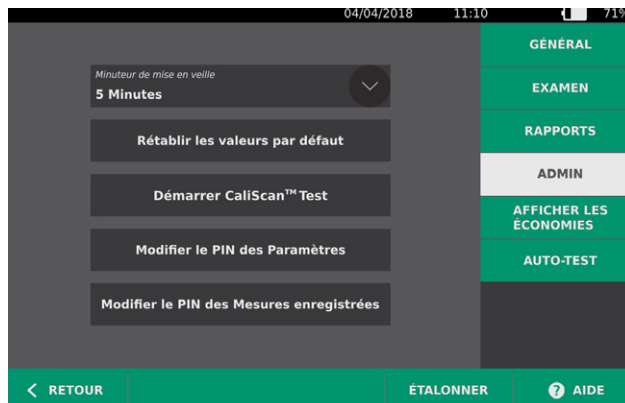 04/04/2018 11:10 71%
GÉNÉRAL
EXAMEN
RAPPORTS
ADMIN
AFFICHER LES
ÉCONOMIES
AUTO-TEST
Minuteur de mise en veille
5 Minutes
Rétablir les valeurs par défaut
Démarrer CaliScan™ Test
Modifier le PIN des Paramètres
Modifier le PIN des Mesures enregistrées
RETOUR
ÉTALONNER
? AIDE